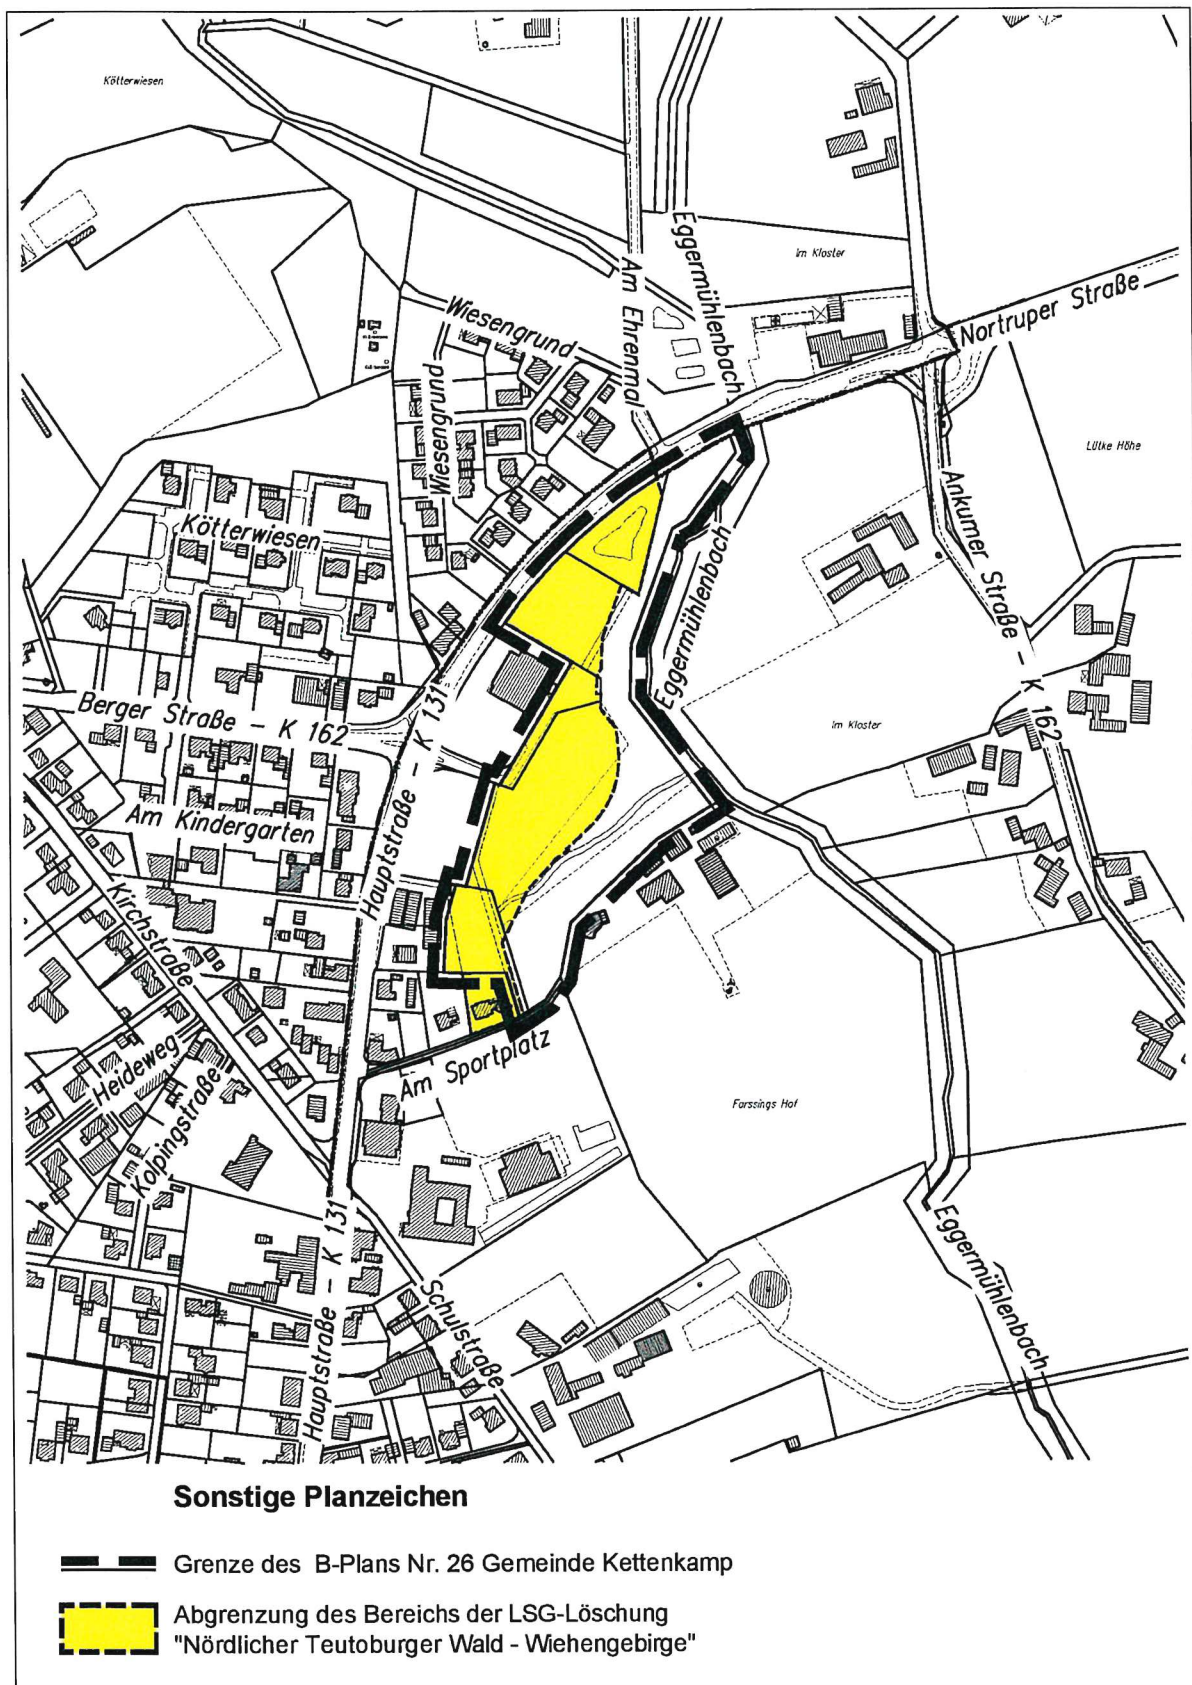 Kötterwiesen
Eggermühlenbach
Im Kloster
Am Ehrenmal
Nortruper Straße
Wiesengrund
Wiesengrund
Lütke Höhe
Kötterwiesen
Ankumer Straße - K 162
Eggermühlenbach
Berger Straße - K 162
Im Kloster
Am Kindergarten
Hauptstraße - K 131
Kirchstraße
Heideweg
Kolpingstraße
Am Sportplatz
Farssings Hof
Hauptstraße - K 131
Schulstraße
Eggermühlenbach
Sonstige Planzeichen
Grenze des B-Plans Nr. 26 Gemeinde Kettenkamp
Abgrenzung des Bereichs der LSG-Löschung
"Nördlicher Teutoburger Wald - Wiehengebirge"